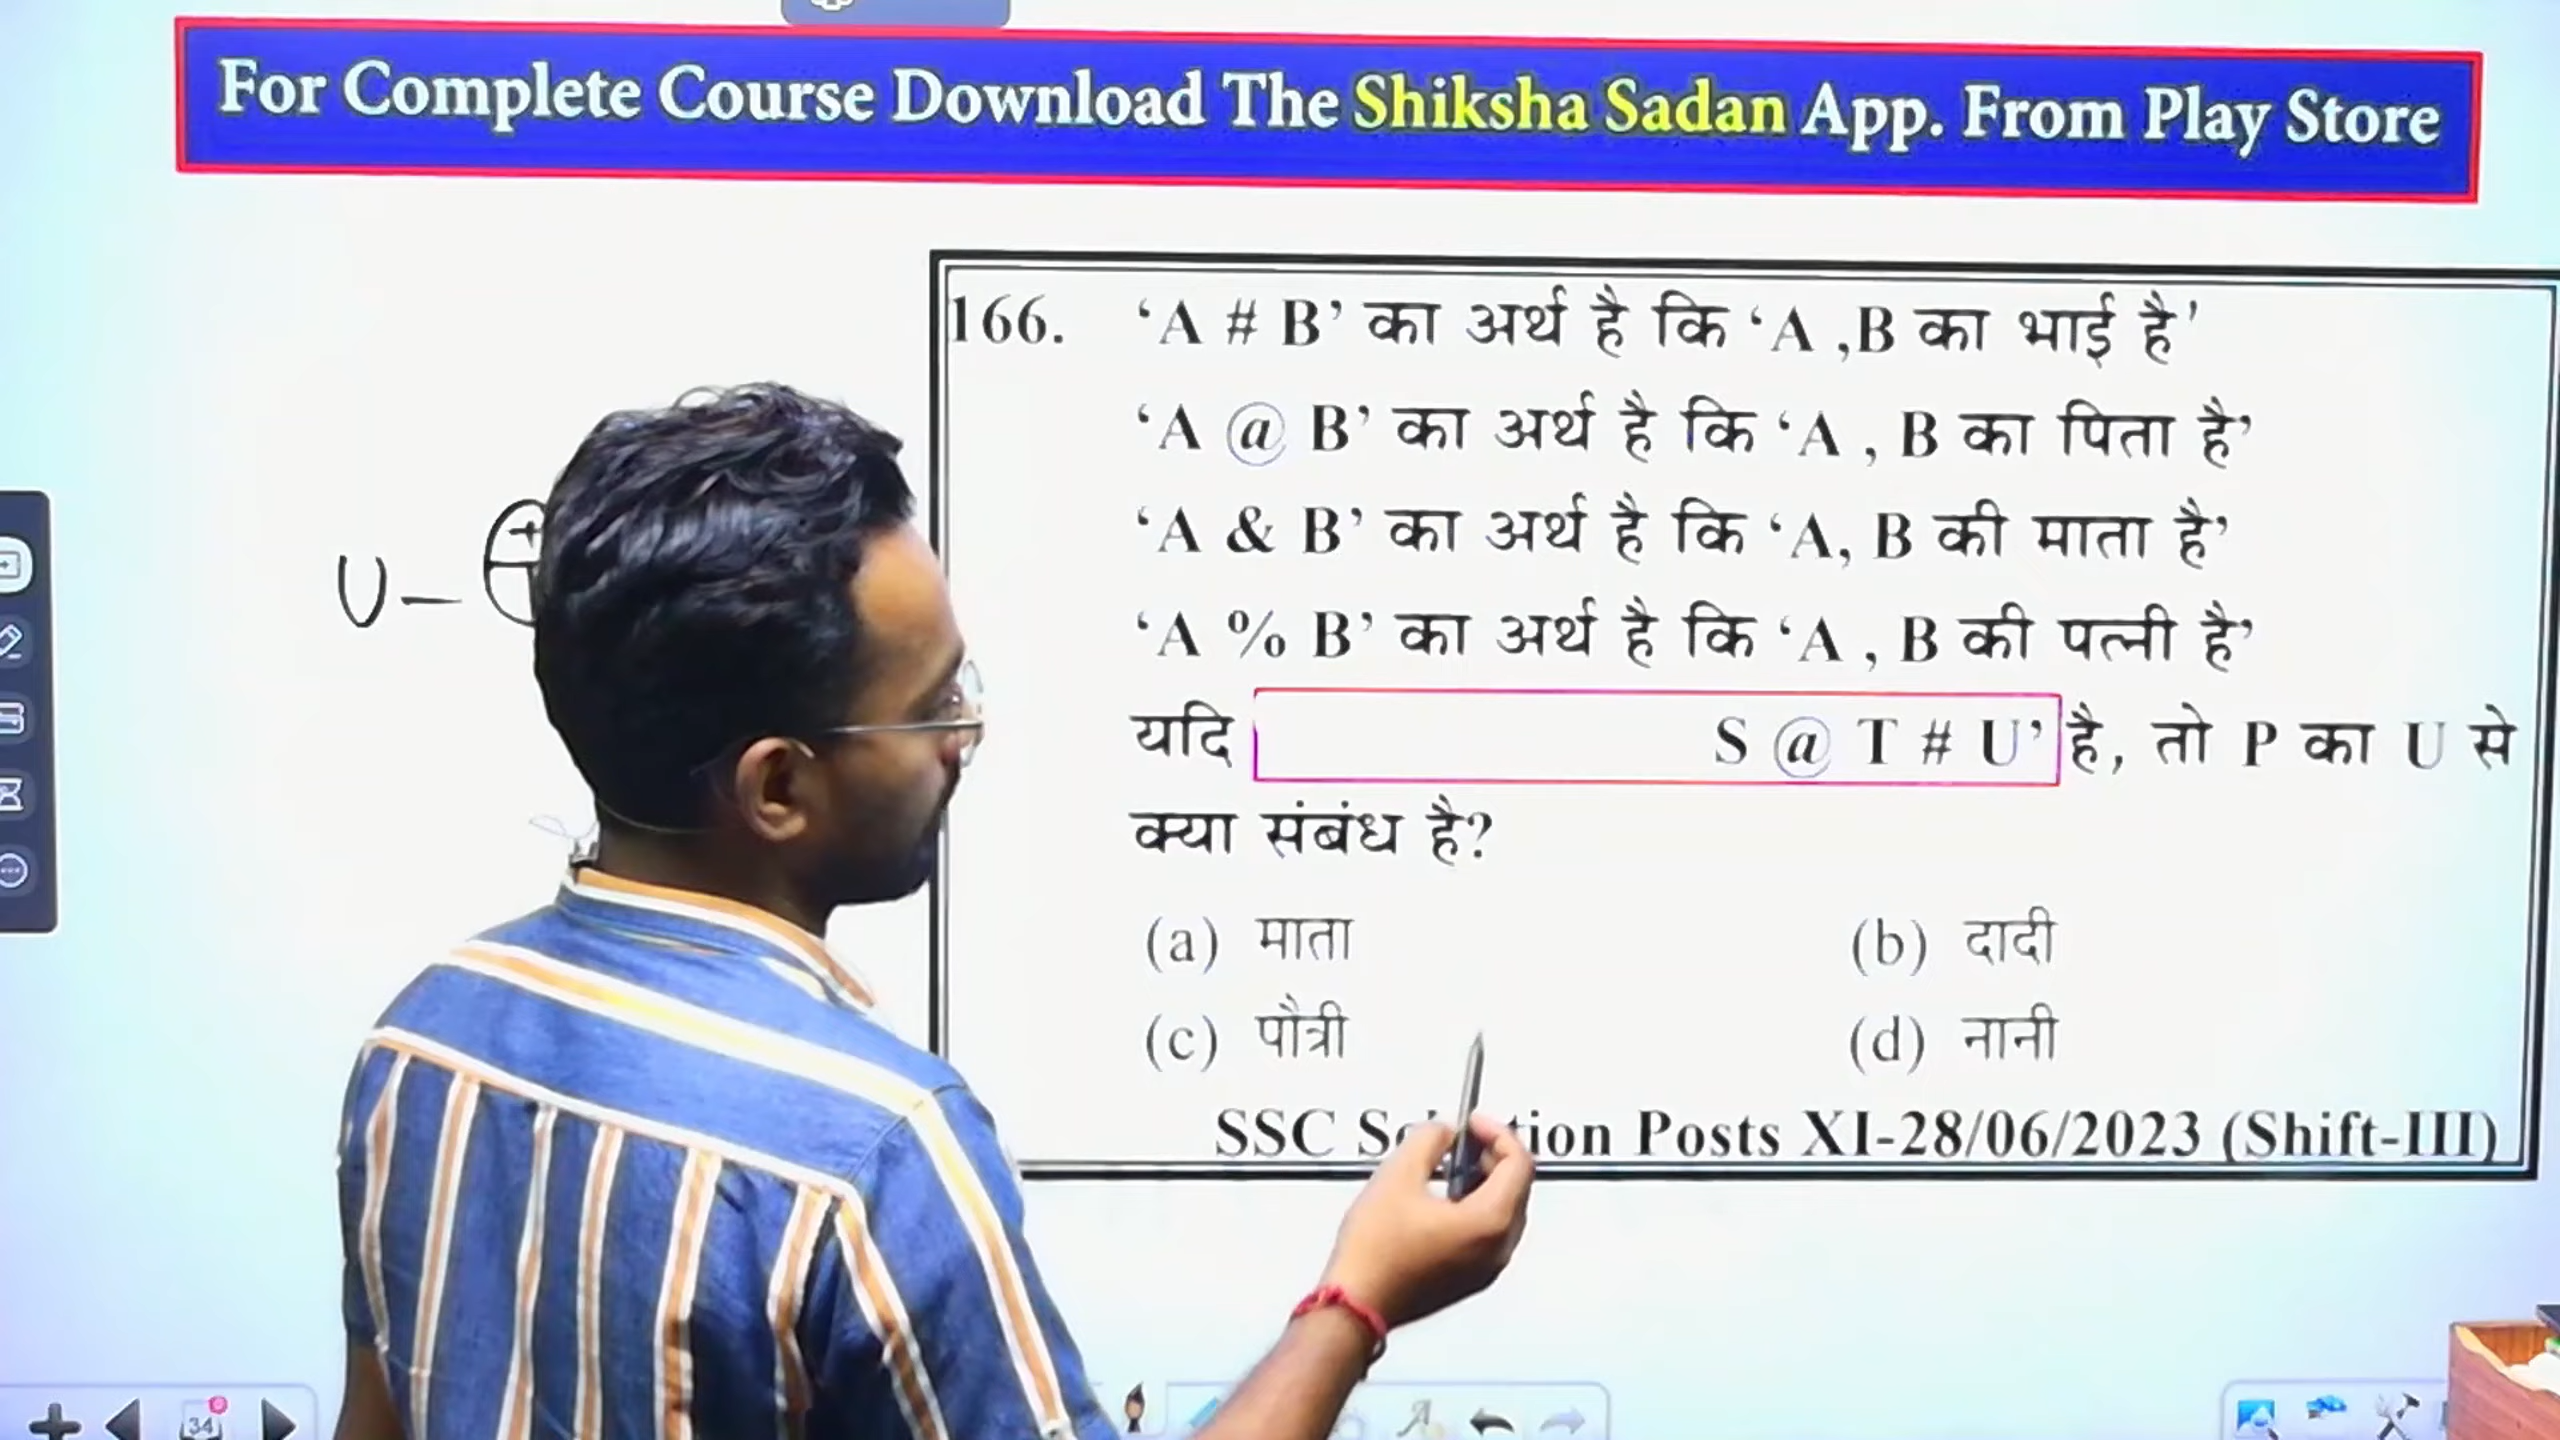 For Complete Course Download The Shiksha Sadan App. From Play Store
166. ‘A # B’ का अर्थ है कि ‘A ,B का भाई है’
‘A @ B’ का अर्थ है कि ‘A , B का पिता है’
‘A & B’ का अर्थ है कि ‘A, B की माता है’
‘A % B’ का अर्थ है कि ‘A , B की पत्नी है’
यदि S @ T # U’ है, तो P का U से
क्या संबंध है?
(a) माता (b) दादी
(c) पौत्री (d) नानी
SSC Posts XI-28/06/2023 (Shift-III)
U –
34